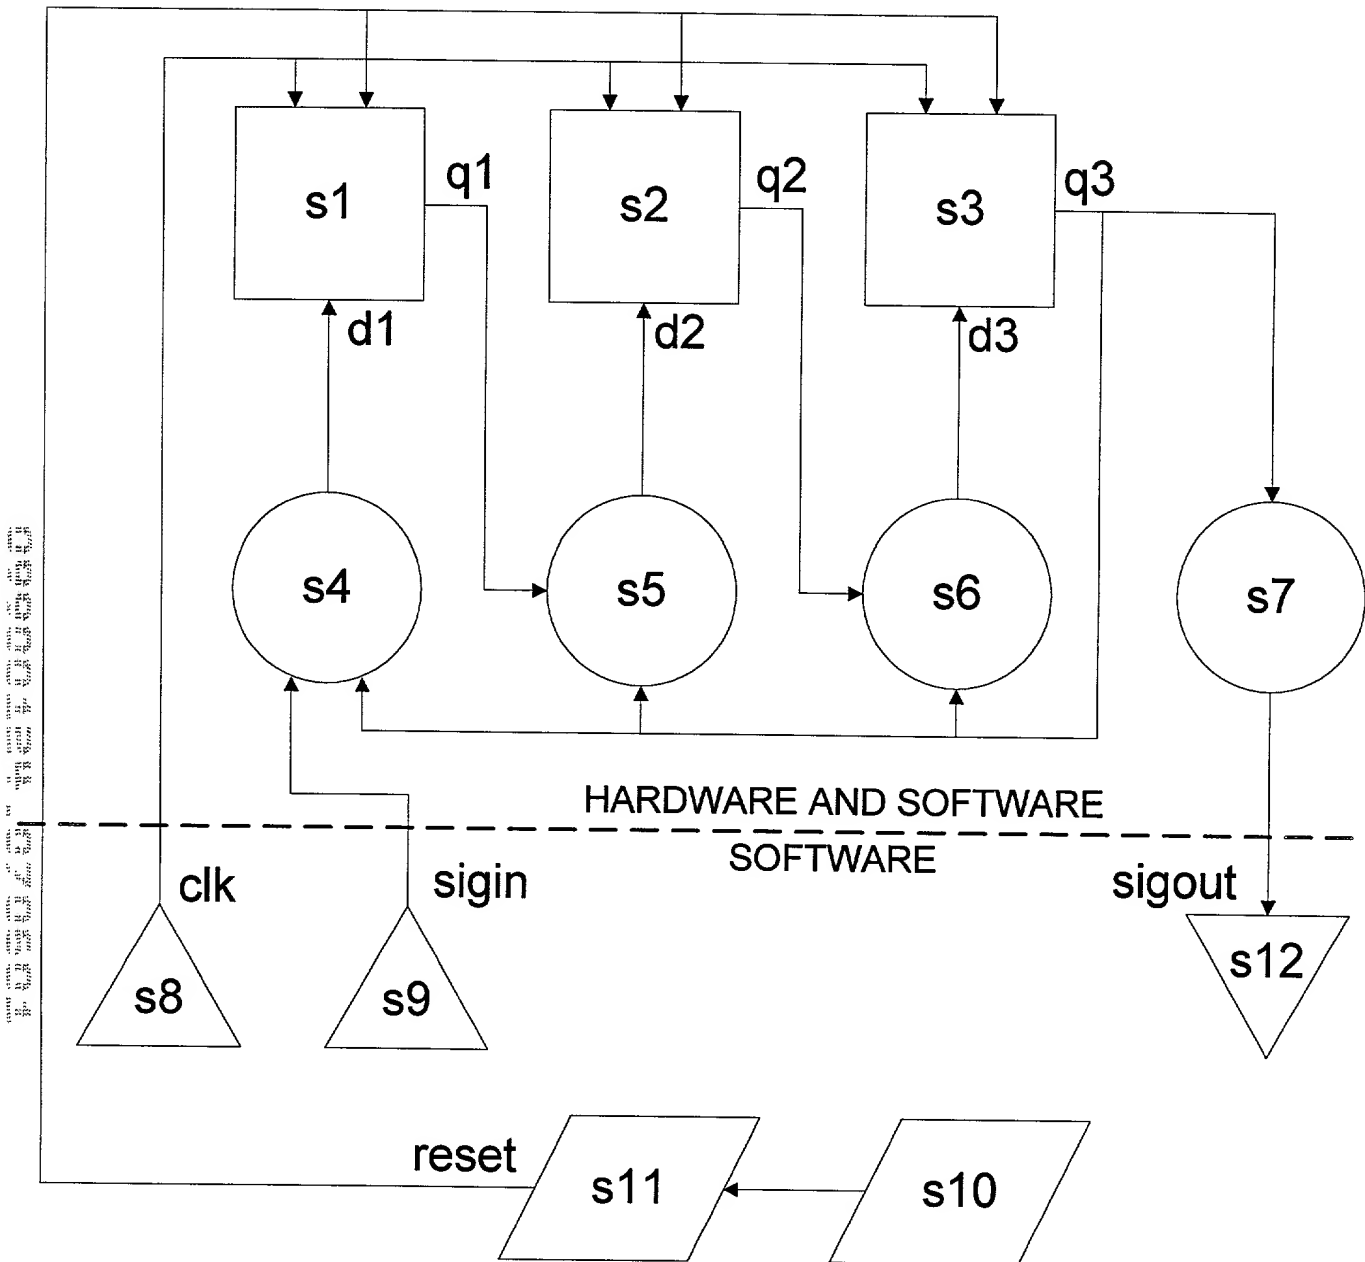 s1
q1
s2
q2
s3
q3
d1
d2
d3
s4
s5
s6
s7
HARDWARE AND SOFTWARE
SOFTWARE
clk
sigin
sigout
s8
s9
s12
reset
s11
s10